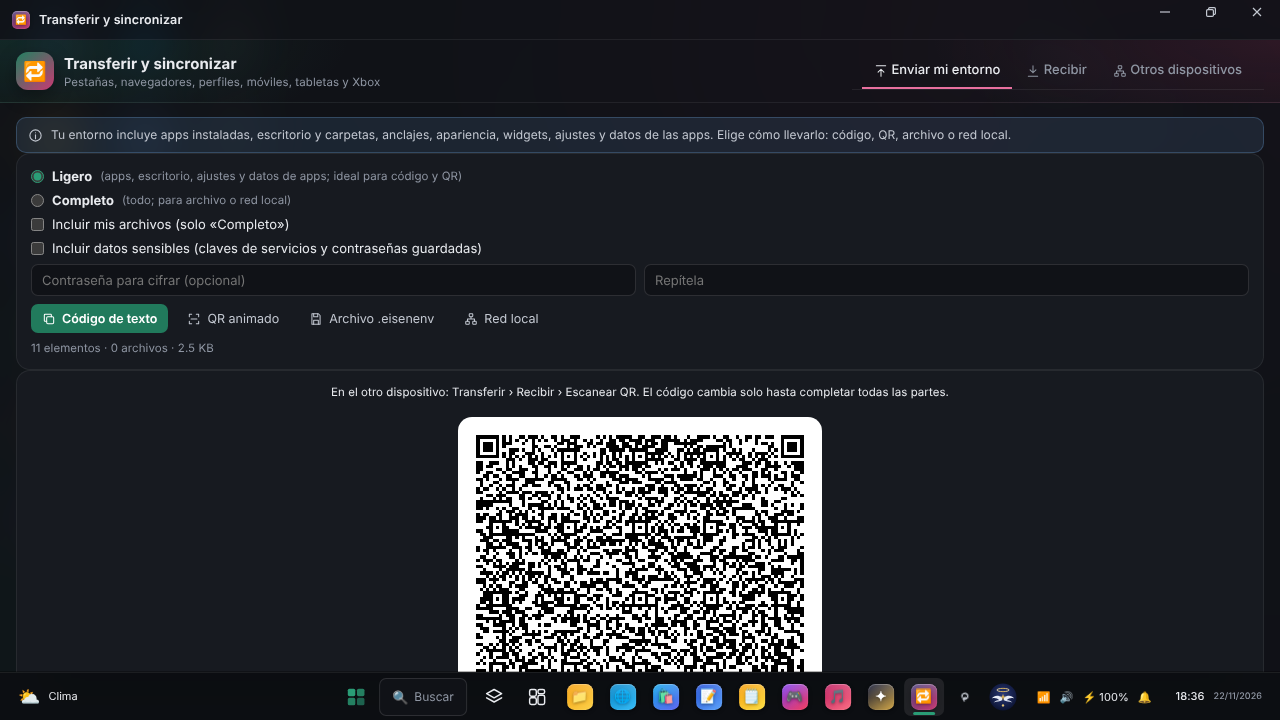 Transferir y sincronizar
Transferir y sincronizar
Pestañas, navegadores, perfiles, móviles, tabletas y Xbox
Enviar mi entorno
Recibir
Otros dispositivos
Tu entorno incluye apps instaladas, escritorio y carpetas, anclajes, apariencia, widgets, ajustes y datos de las apps. Elige cómo llevarlo: código, QR, archivo o red local.
Ligero (apps, escritorio, ajustes y datos de apps; ideal para código y QR)
Completo (todo; para archivo o red local)
Incluir mis archivos (solo «Completo»)
Incluir datos sensibles (claves de servicios y contraseñas guardadas)
Contraseña para cifrar (opcional)
Repítela
Código de texto
QR animado
Archivo .eisenenv
Red local
11 elementos · 0 archivos · 2.5 KB
En el otro dispositivo: Transferir › Recibir › Escanear QR. El código cambia solo hasta completar todas las partes.
Clima
Buscar
100%
18:36
22/11/2026